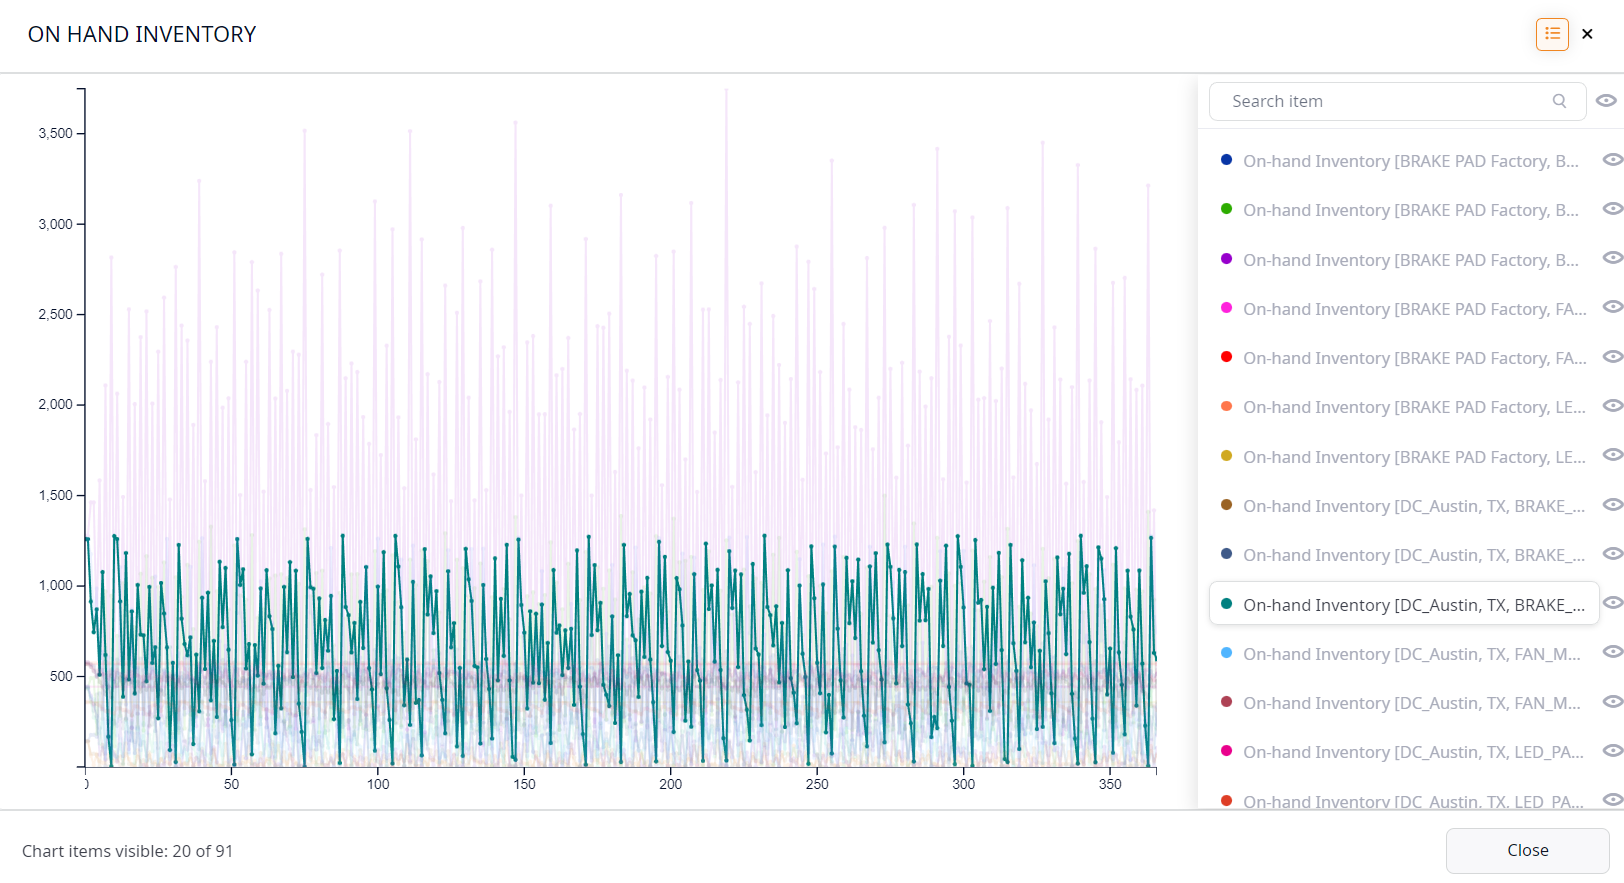 ON HAND INVENTORY
Search item
3,500
3,000
2,500
2,000
1,500
1,000
500
0
50
100
150
200
250
300
350
On-hand Inventory [BRAKE PAD Factory, B...
On-hand Inventory [BRAKE PAD Factory, B...
On-hand Inventory [BRAKE PAD Factory, B...
On-hand Inventory [BRAKE PAD Factory, FA...
On-hand Inventory [BRAKE PAD Factory, FA...
On-hand Inventory [BRAKE PAD Factory, LE...
On-hand Inventory [BRAKE PAD Factory, LE...
On-hand Inventory [DC_Austin, TX, BRAKE_...
On-hand Inventory [DC_Austin, TX, BRAKE_...
On-hand Inventory [DC_Austin, TX, BRAKE_...
On-hand Inventory [DC_Austin, TX, FAN_M...
On-hand Inventory [DC_Austin, TX, FAN_M...
On-hand Inventory [DC_Austin, TX, LED_PA...
On-hand Inventory [DC_Austin, TX, LED_PA...
Chart items visible: 20 of 91
Close